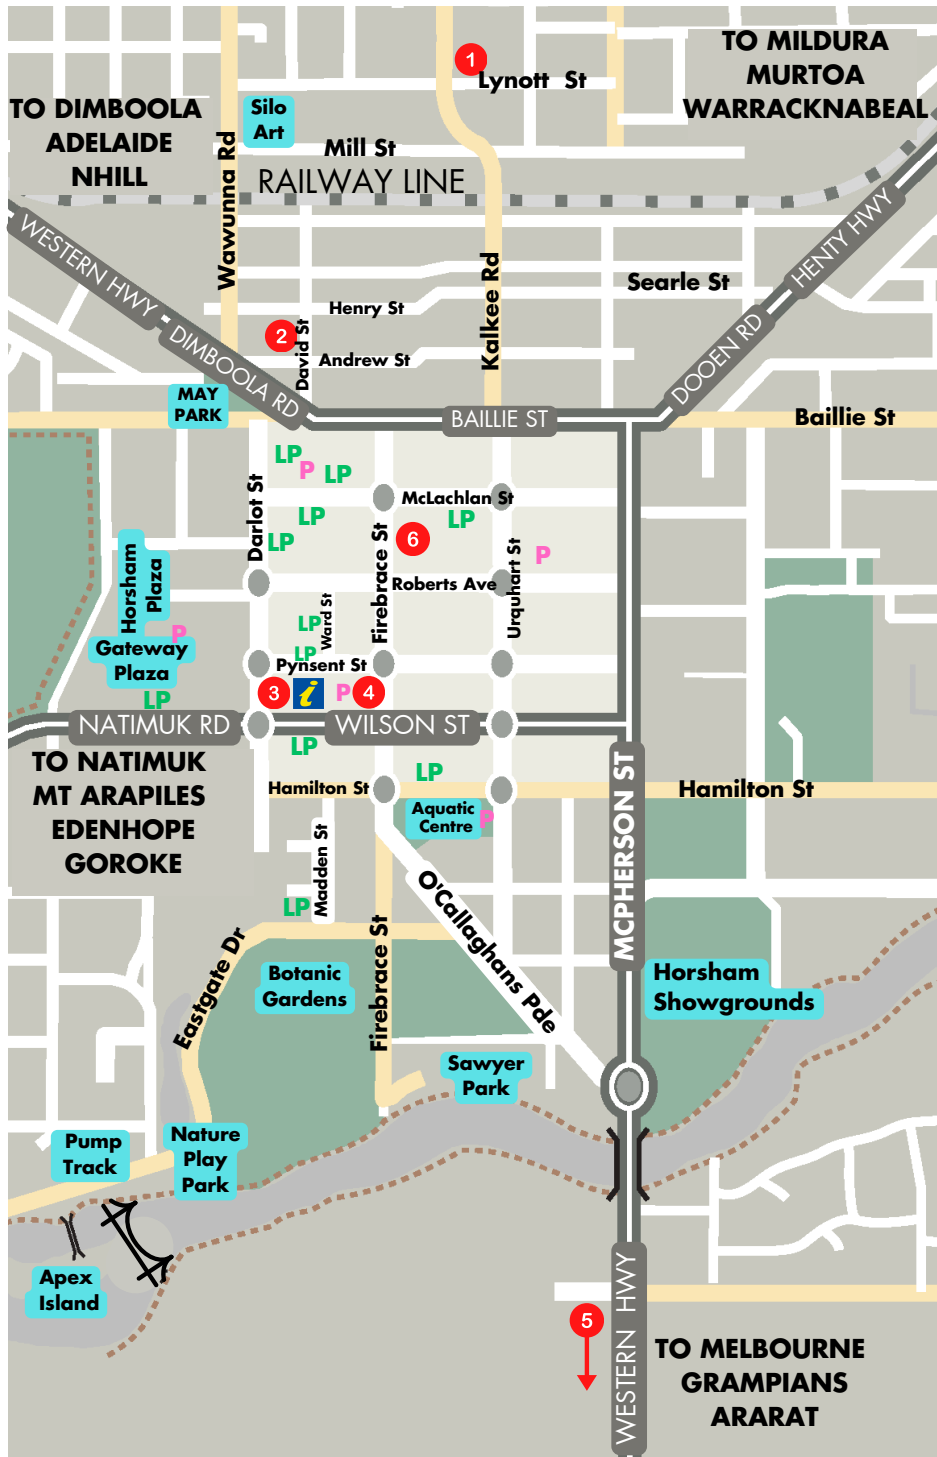 1
Lynott St
TO MILDURA
MURTOA
WARRACKNABEAL
TO DIMBOOLA
ADELAIDE
NHILL
Silo
Art
Mill St
RAILWAY LINE
Wawunna Rd
Kalkee Rd
WESTERN HWY
HENTY HWY
Searle St
Henry St
2
David St
Andrew St
DIMBOOLA RD
DOOEN RD
MAY
PARK
BAILLIE ST
Baillie St
LP
P
LP
Darlot St
McLachlan St
LP
LP
LP
Firebrace St
6
Urquhart St
P
Horsham
Plaza
Roberts Ave
Ward St
LP
P
Gateway
Plaza
LP
Pynsent St
3
i
P
4
LP
NATIMUK RD
WILSON ST
LP
TO NATIMUK
MT ARAPILES
EDENHOPE
GOROKE
LP
Hamilton St
Hamilton St
MCPHERSON ST
Aquatic
Centre
P
Madden St
LP
O'Callaghans Pde
Firebrace St
Eastgate Dr
Botanic
Gardens
Horsham
Showgrounds
Sawyer
Park
Pump
Track
Nature
Play
Park
Apex
Island
5
WESTERN HWY
TO MELBOURNE
GRAMPIANS
ARARAT